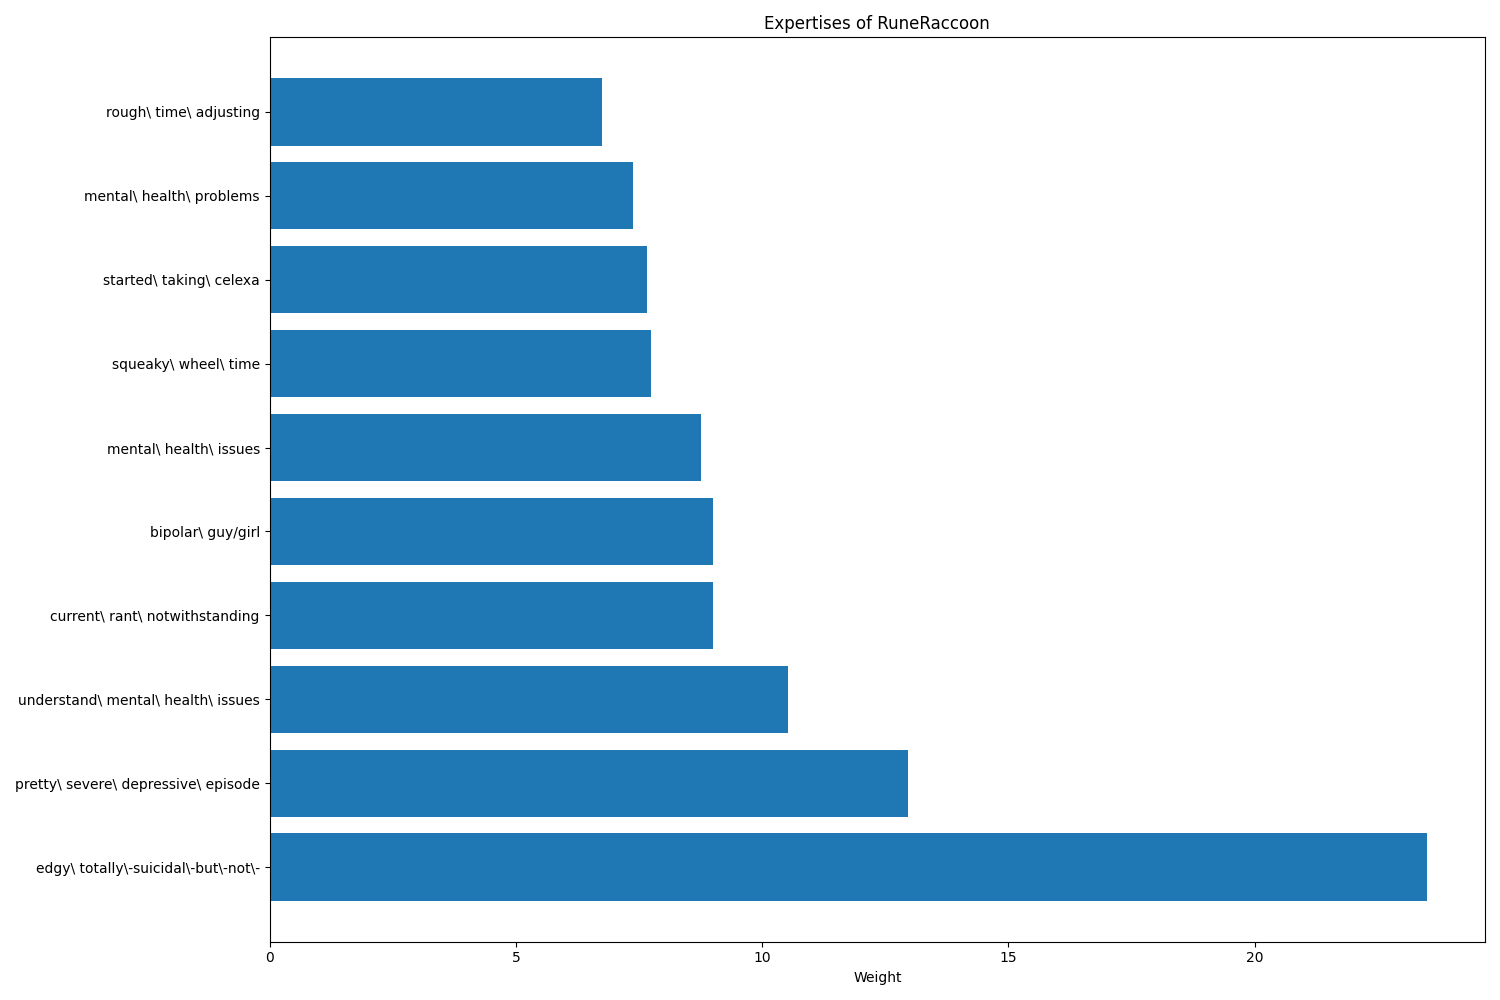 Expertises of RuneRaccoon
rough\ time\ adjusting
mental\ health\ problems
started\ taking\ celexa
squeaky\ wheel\ time
mental\ health\ issues
bipolar\ guy/girl
current\ rant\ notwithstanding
understand\ mental\ health\ issues
pretty\ severe\ depressive\ episode
edgy\ totally\-suicidal\-but\-not\-
0 5 10 15 20
Weight